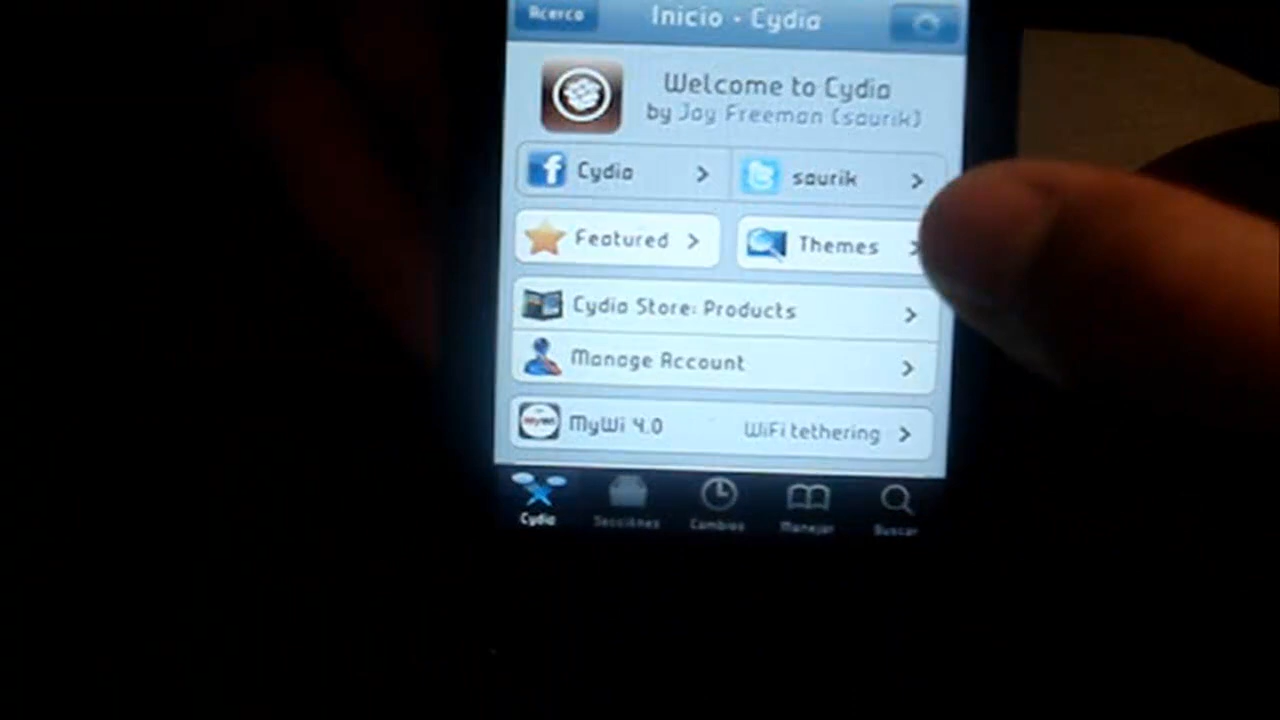 Acerca Inicio · Cydia
Welcome to Cydia
by Jay Freeman (saurik)
Cydia saurik
Featured Themes
Cydia Store: Products
Manage Account
MyWi 4.0 WiFi tethering
Cydia Secciones Cambios Manejar Buscar